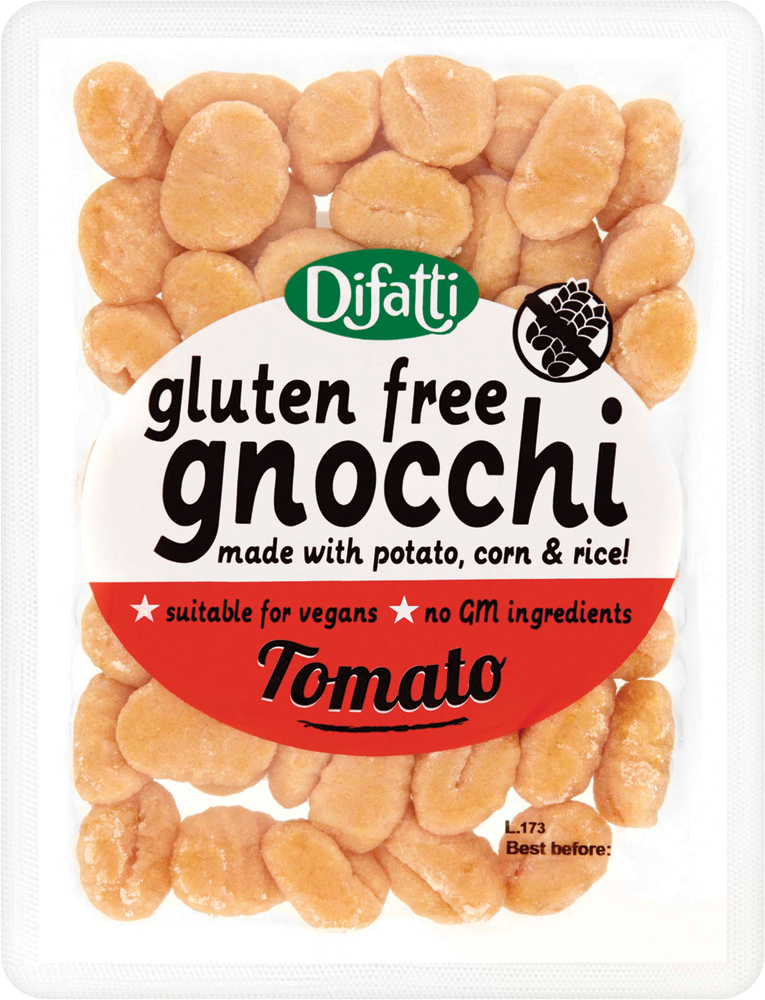 Difatti
gluten free
gnocchi
made with potato, corn & rice!
suitable for vegans no GM ingredients
Tomato
L.173
Best before: